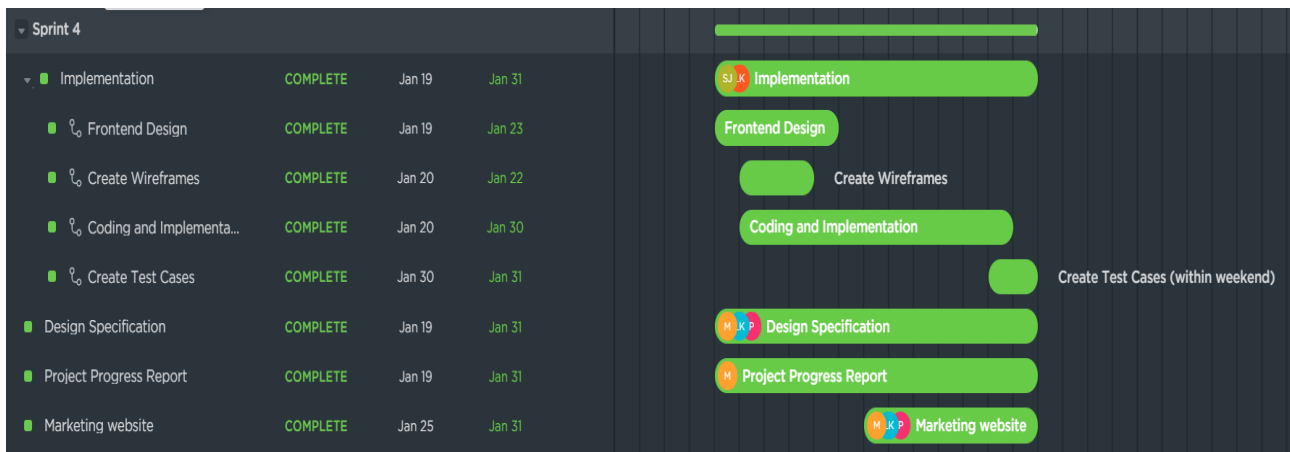 Sprint 4
Implementation COMPLETE Jan 19 Jan 31 SJ LK Implementation
Frontend Design COMPLETE Jan 19 Jan 23 Frontend Design
Create Wireframes COMPLETE Jan 20 Jan 22 Create Wireframes
Coding and Implementa... COMPLETE Jan 20 Jan 30 Coding and Implementation
Create Test Cases COMPLETE Jan 30 Jan 31 Create Test Cases (within weekend)
Design Specification COMPLETE Jan 19 Jan 31 M LK P Design Specification
Project Progress Report COMPLETE Jan 19 Jan 31 M Project Progress Report
Marketing website COMPLETE Jan 25 Jan 31 M LK P Marketing website